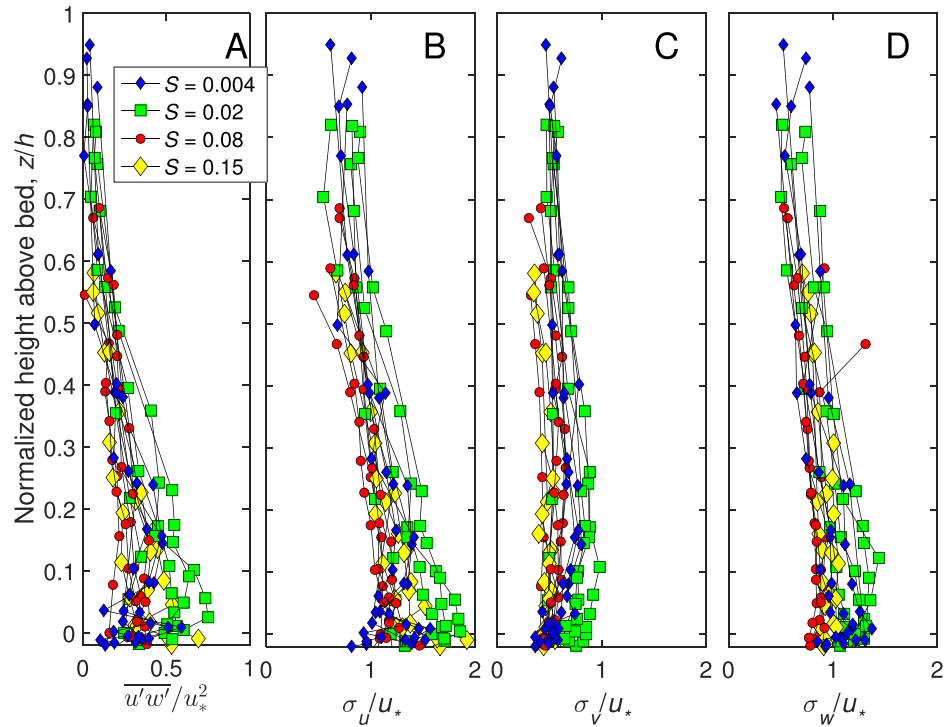 A
B
C
D
S = 0.004
S = 0.02
S = 0.08
S = 0.15
Normalized height above bed, z/h
1
0.9
0.8
0.7
0.6
0.5
0.4
0.3
0.2
0.1
0
0 0.5 1
0 1 2
0 1 2
0 1 2
u′w′/u*²
σu/u*
σv/u*
σw/u*